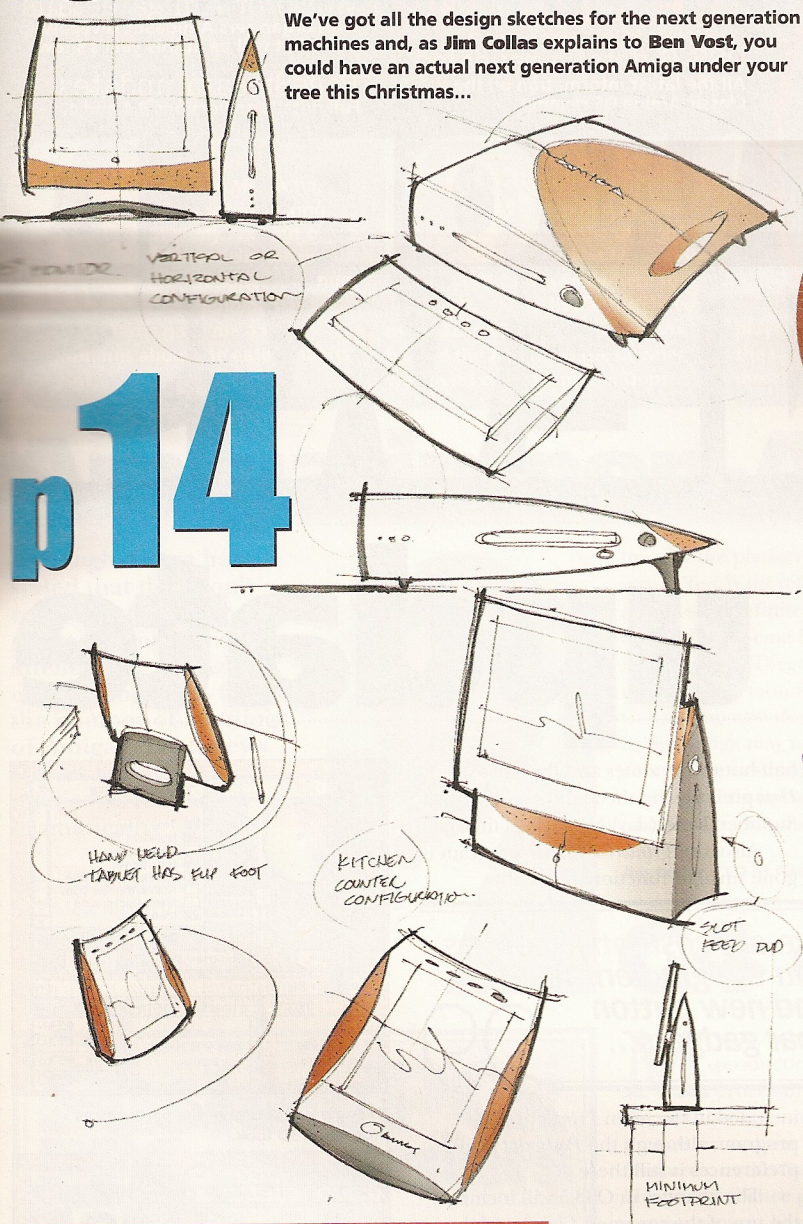 We've got all the design sketches for the next generation
machines and, as Jim Collas explains to Ben Vost, you
could have an actual next generation Amiga under your
tree this Christmas...
MONITOR
VERTICAL OR
HORIZONTAL
CONFIGURATION
p14
HAND HELD
TABLET HAS FLIP FOOT
KITCHEN
COUNTER
CONFIGURATION...
SLOT
FEED DVD
AMIGA
MINIMUM
FOOTPRINT